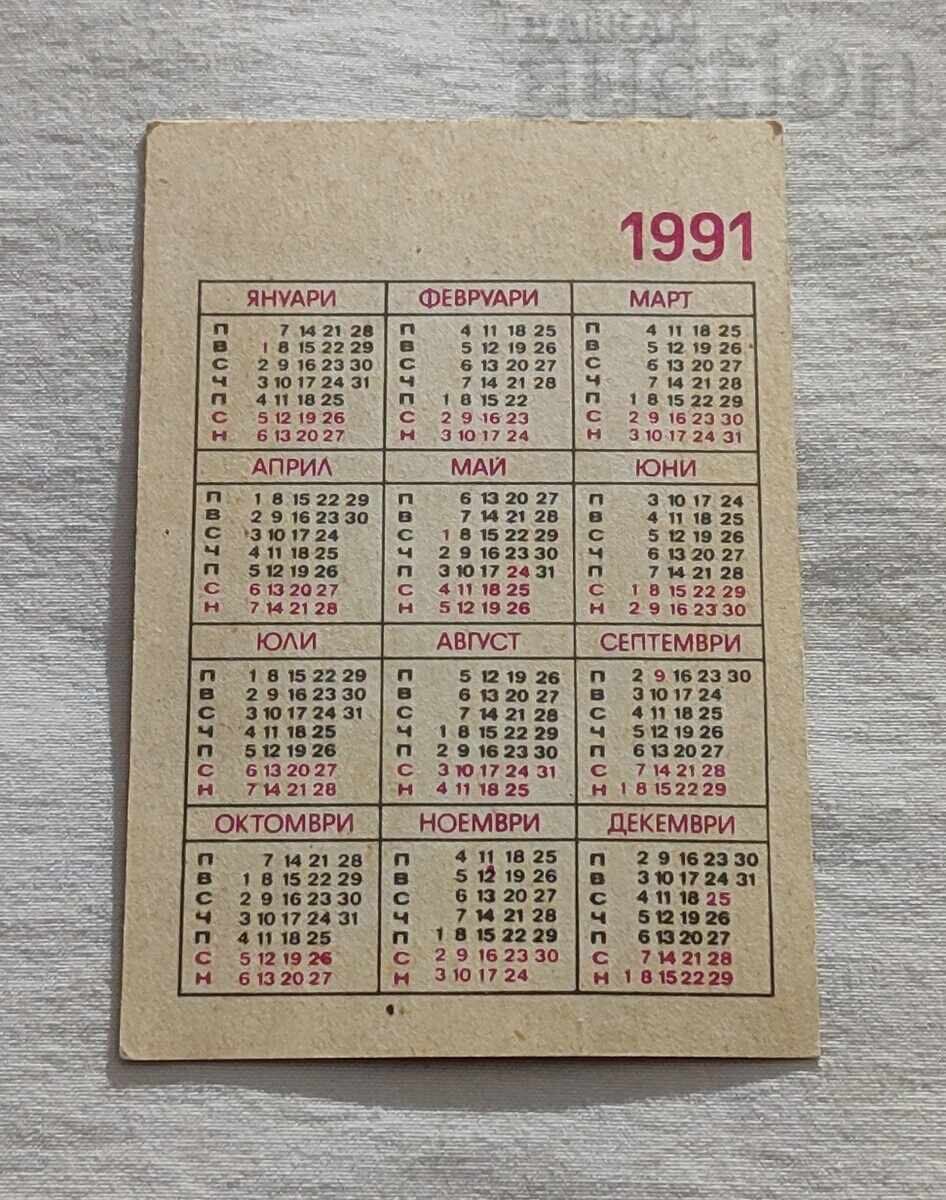 1991
ЯНУАРИ ФЕВРУАРИ МАРТ
П 7 14 21 28 П 4 11 18 25 П 4 11 18 25
В 1 8 15 22 29 В 5 12 19 26 В 5 12 19 26
С 2 9 16 23 30 С 6 13 20 27 С 6 13 20 27
Ч 3 10 17 24 31 Ч 7 14 21 28 Ч 7 14 21 28
П 4 11 18 25 П 1 8 15 22 П 1 8 15 22 29
С 5 12 19 26 С 2 9 16 23 С 2 9 16 23 30
Н 6 13 20 27 Н 3 10 17 24 Н 3 10 17 24 31
АПРИЛ МАЙ ЮНИ
П 1 8 15 22 29 П 6 13 20 27 П 3 10 17 24
В 2 9 16 23 30 В 7 14 21 28 В 4 11 18 25
С 3 10 17 24 С 1 8 15 22 29 С 5 12 19 26
Ч 4 11 18 25 Ч 2 9 16 23 30 Ч 6 13 20 27
П 5 12 19 26 П 3 10 17 24 31 П 7 14 21 28
С 6 13 20 27 С 4 11 18 25 С 1 8 15 22 29
Н 7 14 21 28 Н 5 12 19 26 Н 2 9 16 23 30
ЮЛИ АВГУСТ СЕПТЕМВРИ
П 1 8 15 22 29 П 5 12 19 26 П 2 9 16 23 30
В 2 9 16 23 30 В 6 13 20 27 В 3 10 17 24
С 3 10 17 24 31 С 7 14 21 28 С 4 11 18 25
Ч 4 11 18 25 Ч 1 8 15 22 29 Ч 5 12 19 26
П 5 12 19 26 П 2 9 16 23 30 П 6 13 20 27
С 6 13 20 27 С 3 10 17 24 31 С 7 14 21 28
Н 7 14 21 28 Н 4 11 18 25 Н 1 8 15 22 29
ОКТОМВРИ НОЕМВРИ ДЕКЕМВРИ
П 7 14 21 28 П 4 11 18 25 П 2 9 16 23 30
В 1 8 15 22 29 В 5 12 19 26 В 3 10 17 24 31
С 2 9 16 23 30 С 6 13 20 27 С 4 11 18 25
Ч 3 10 17 24 31 Ч 7 14 21 28 Ч 5 12 19 26
П 4 11 18 25 П 1 8 15 22 29 П 6 13 20 27
С 5 12 19 26 С 2 9 16 23 30 С 7 14 21 28
Н 6 13 20 27 Н 3 10 17 24 Н 1 8 15 22 29